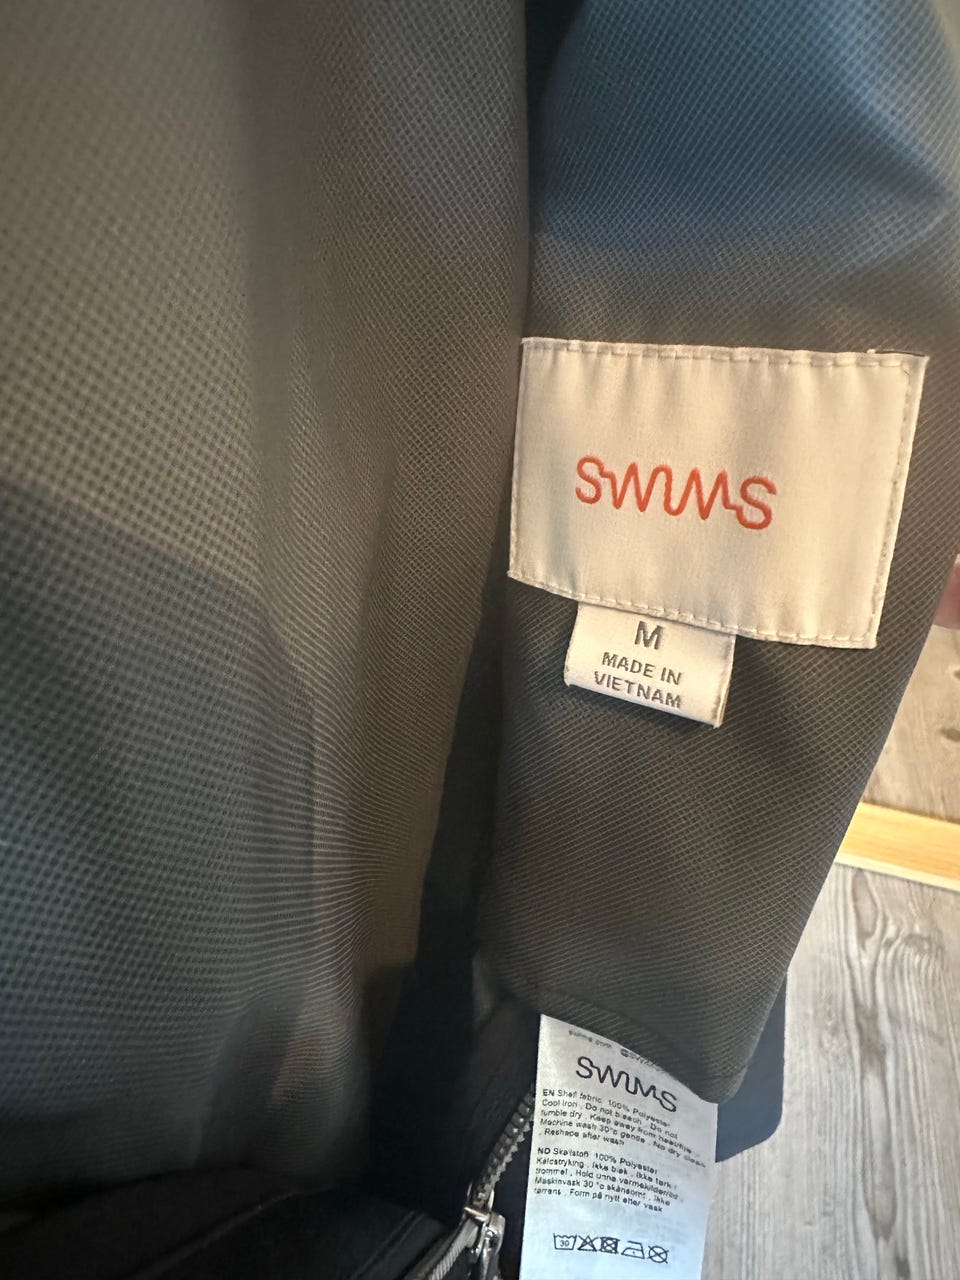 SWIMS
M
MADE IN
VIETNAM
swims.com
SWIMS
EN Shell fabric: 100% Polyester
Cool iron . Do not bleach . Do not
tumble dry . Keep away from heat/fire .
Machine wash 30°c gentle . No dry clean
. Reshape after wash
NO Skallstoff: 100% Polyester
Kaldstryking . Ikke blek . Ikke tørk i
trommel . Hold unna varmekilder/ild .
Maskinvask 30 °c skånsomt . Ikke
rens . Form på nytt etter vask
30